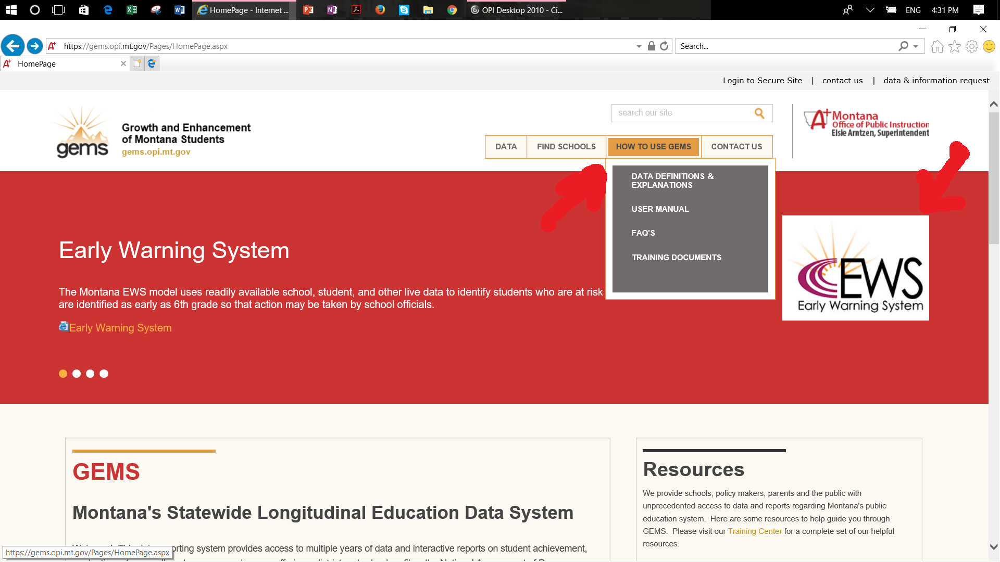 HomePage - Internet ...
OPI Desktop 2010 - Ci...
ENG
4:31 PM
https://gems.opi.mt.gov/Pages/HomePage.aspx
Search...
HomePage
Login to Secure Site | contact us | data & information request
gems
Growth and Enhancement
of Montana Students
gems.opi.mt.gov
search our site
A+ Montana
Office of Public Instruction
Elsie Arntzen, Superintendent
DATA
FIND SCHOOLS
HOW TO USE GEMS
CONTACT US
DATA DEFINITIONS &
EXPLANATIONS
USER MANUAL
FAQ'S
TRAINING DOCUMENTS
Early Warning System
The Montana EWS model uses readily available school, student, and other live data to identify students who are at risk
are identified as early as 6th grade so that action may be taken by school officials.
Early Warning System
EWS
Early Warning System
GEMS
Montana's Statewide Longitudinal Education Data System
orting system provides access to multiple years of data and interactive reports on student achievement,
Resources
We provide schools, policy makers, parents and the public with
unprecedented access to data and reports regarding Montana's public
education system.  Here are some resources to help guide you through
GEMS.  Please visit our Training Center for a complete set of our helpful
resources.
https://gems.opi.mt.gov/Pages/HomePage.aspx